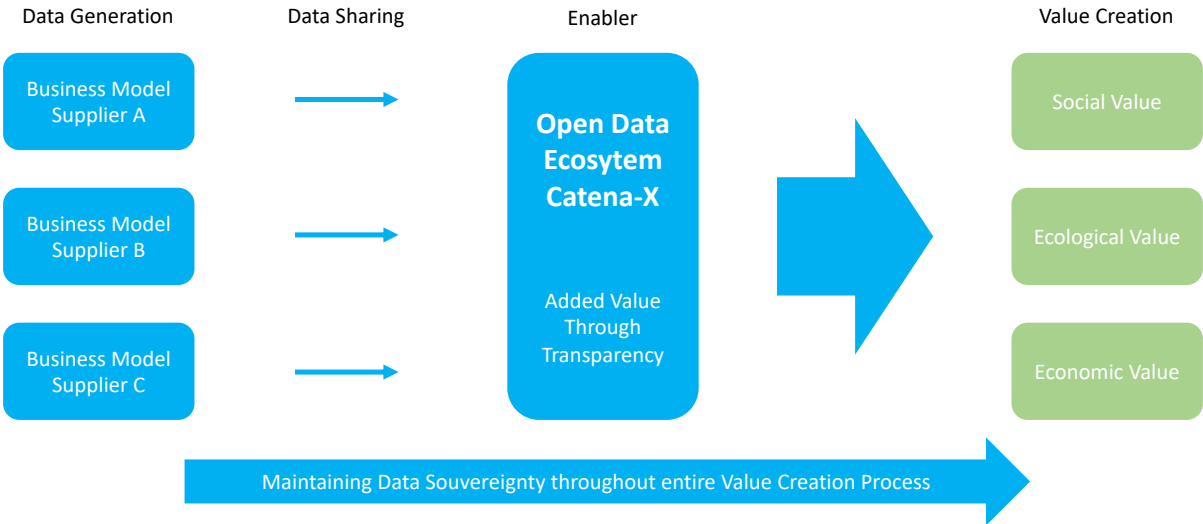 Data Generation
Data Sharing
Enabler
Value Creation
Business Model
Supplier A
Business Model
Supplier B
Business Model
Supplier C
Open Data
Ecosytem
Catena-X
Added Value
Through
Transparency
Social Value
Ecological Value
Economic Value
Maintaining Data Souvereignty throughout entire Value Creation Process